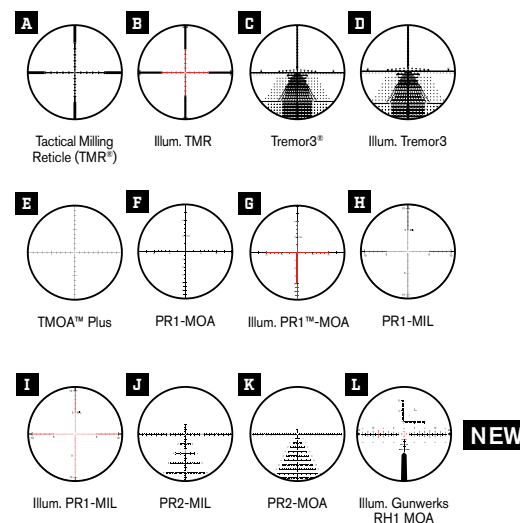 A B C D
Tactical Milling
Reticle (TMR®)
Illum. TMR
Tremor3®
Illum. Tremor3
E F G H
TMOA™ Plus
PR1-MOA
Illum. PR1™-MOA
PR1-MIL
I J K L
NEW
Illum. PR1-MIL
PR2-MIL
PR2-MOA
Illum. Gunwerks
RH1 MOA